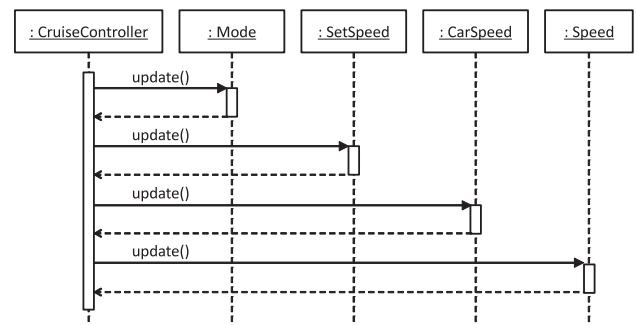 : CruiseController : Mode : SetSpeed : CarSpeed : Speed
update()
update()
update()
update()